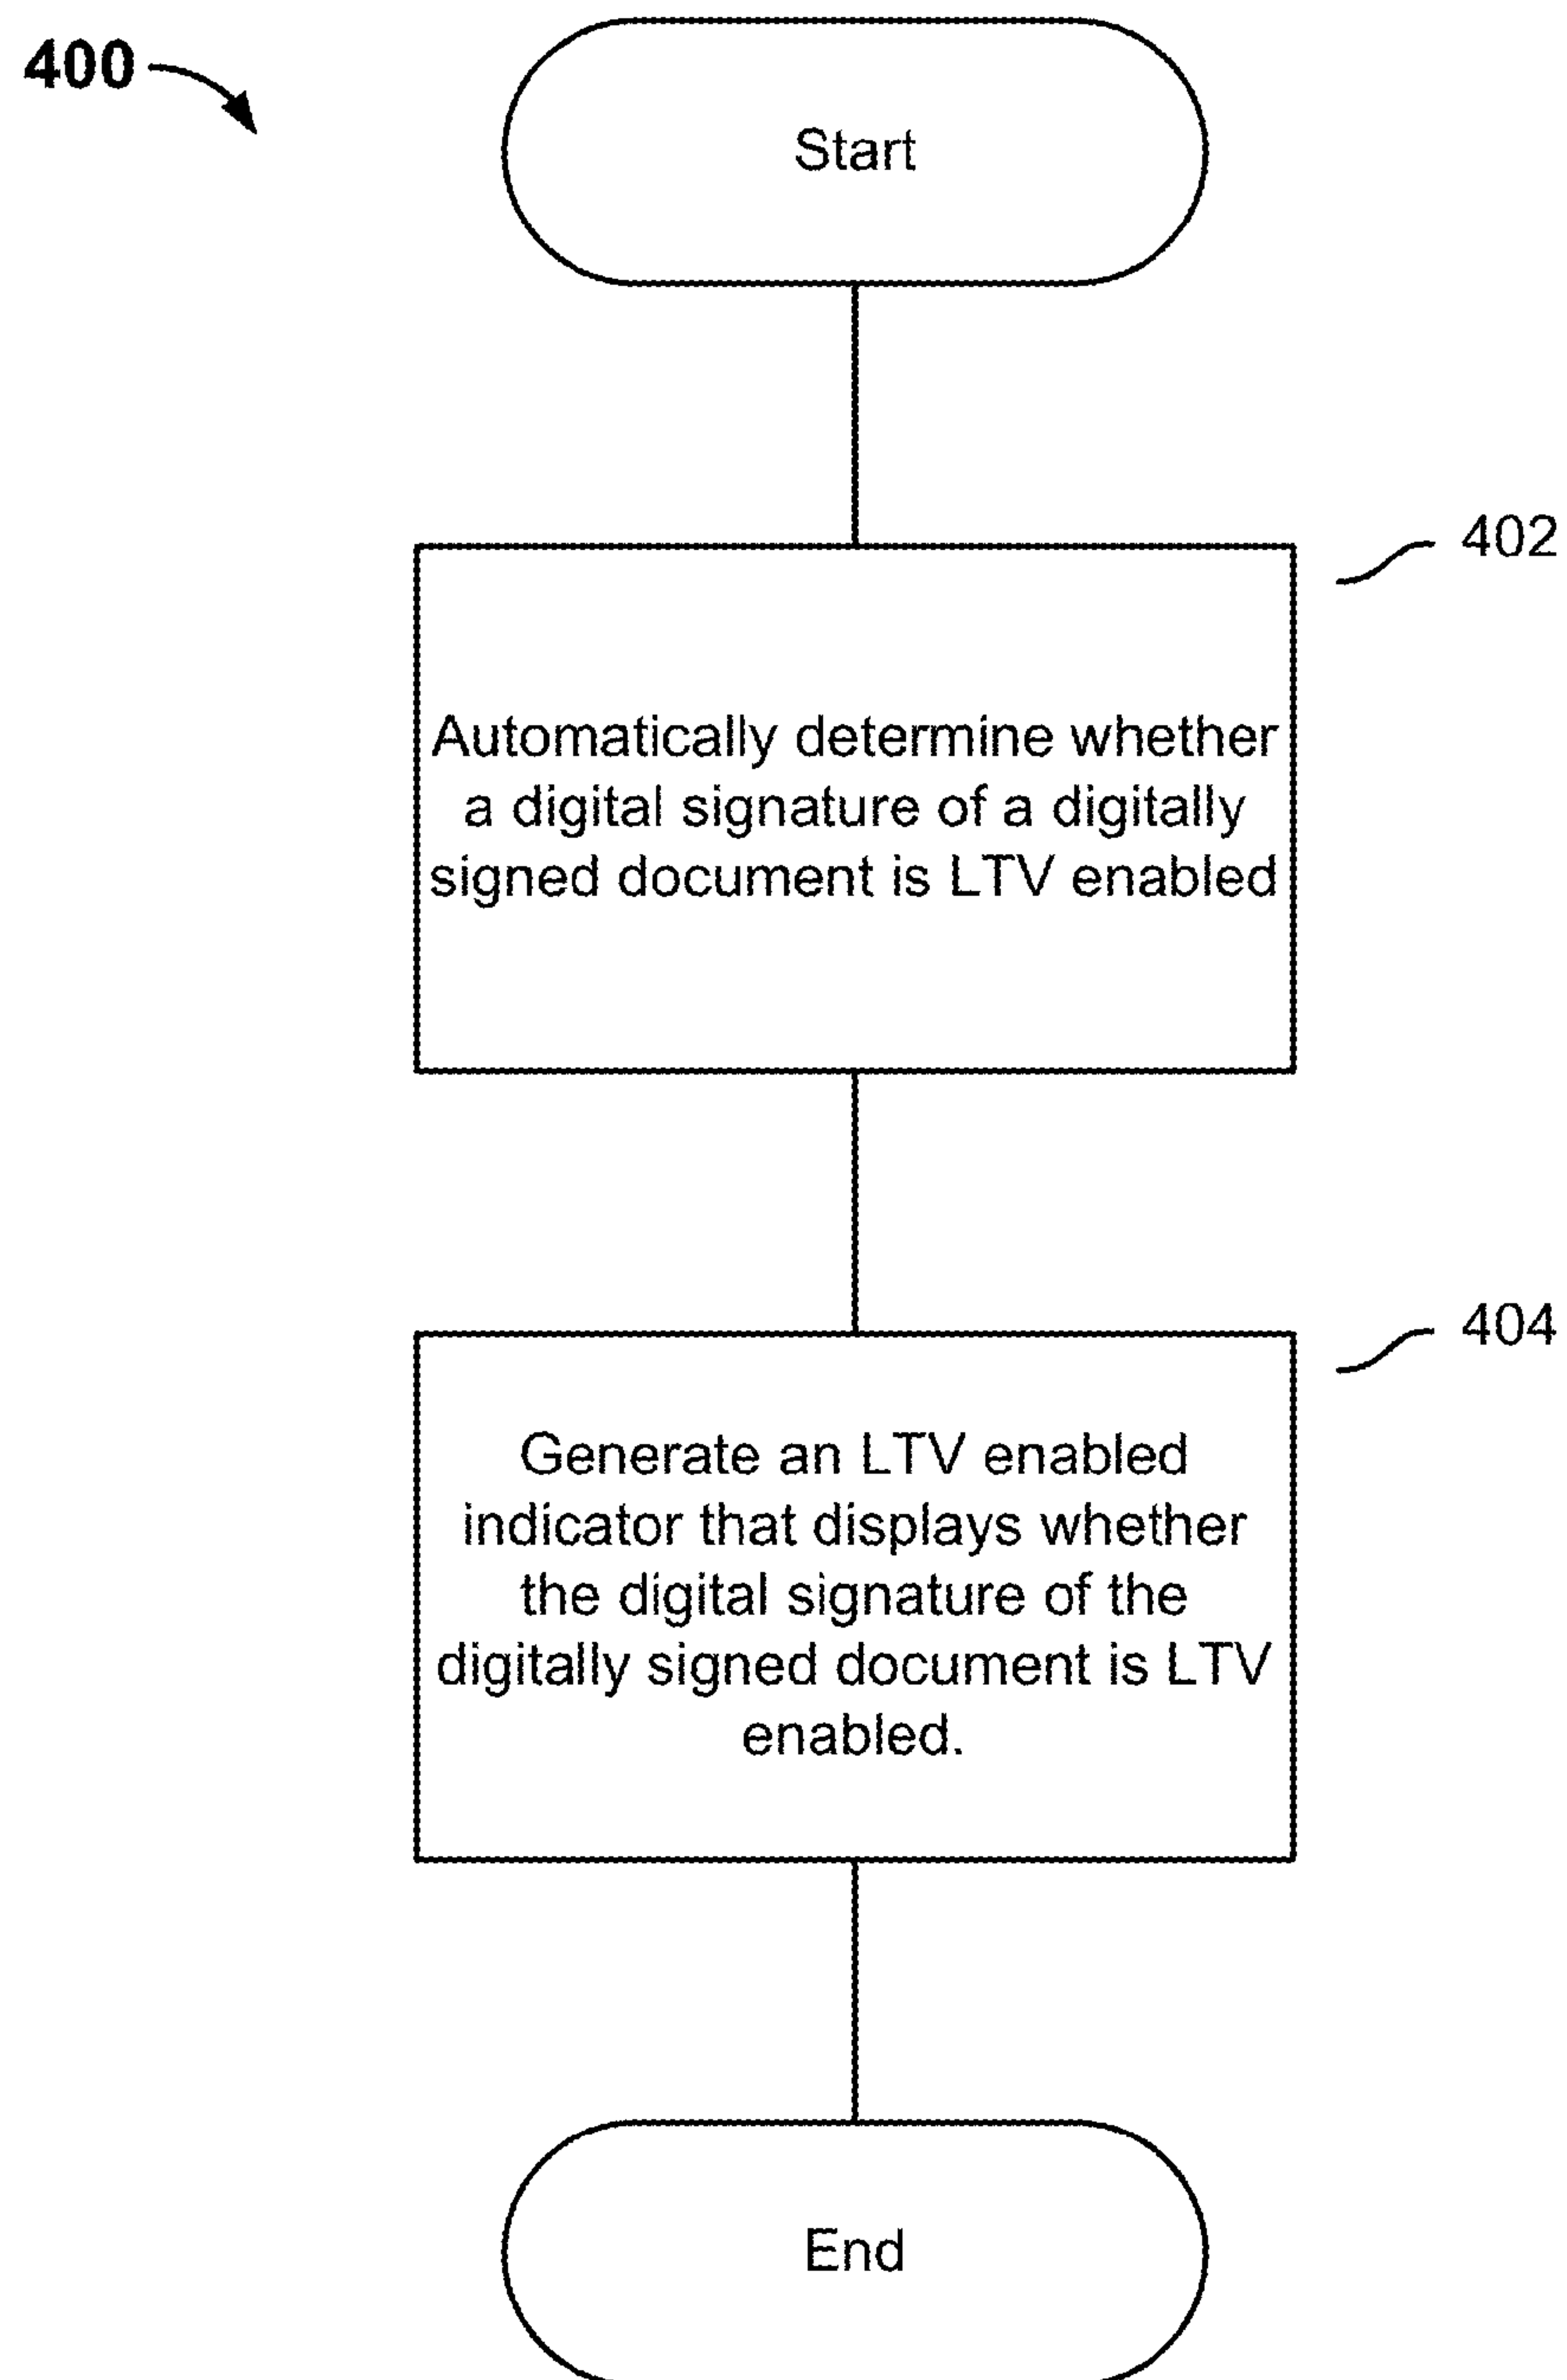 400
Start
402
Automatically determine whether
a digital signature of a digitally
signed document is LTV enabled
404
Generate an LTV enabled
indicator that displays whether
the digital signature of the
digitally signed document is LTV
enabled.
End